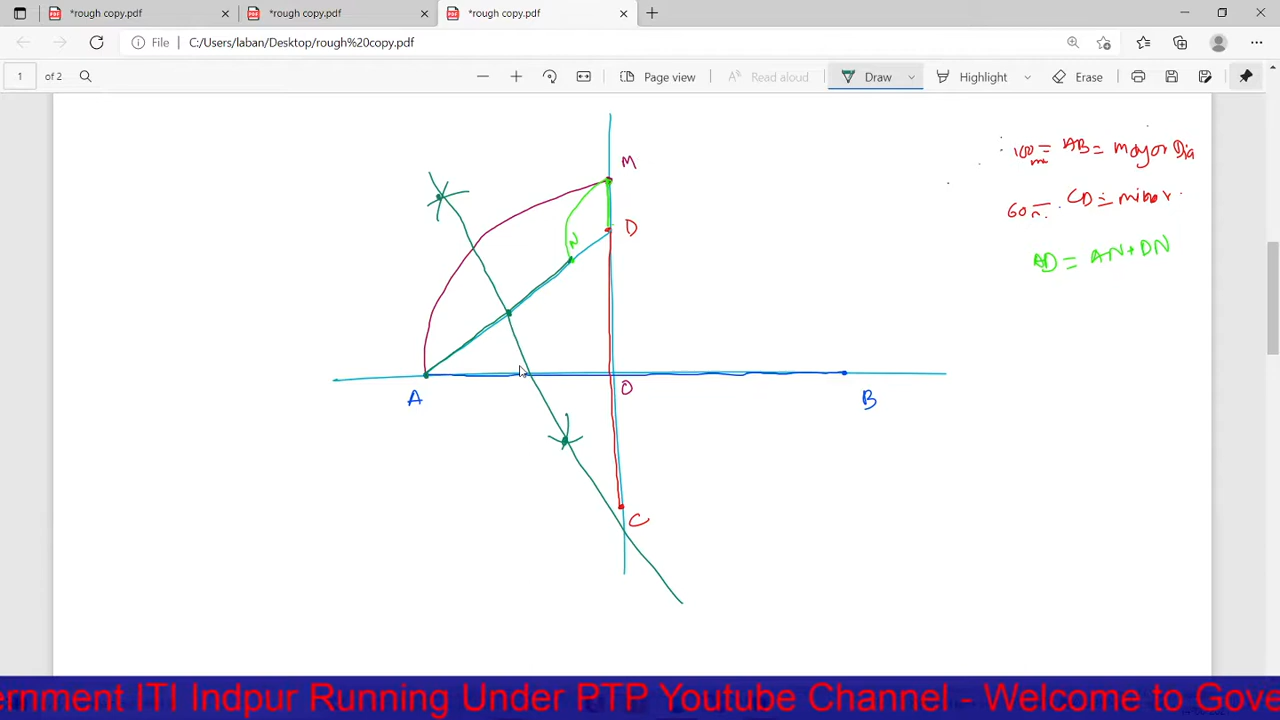 *rough copy.pdf
*rough copy.pdf
*rough copy.pdf
File C:/Users/laban/Desktop/rough%20copy.pdf
1 of 2
Page view
Read aloud
Draw
Highlight
Erase
M
D
N
A
O
B
C
100 = AB = major Dia
60 CD = minor
AD = AN + DN
ernment ITI Indpur Running Under PTP Youtube Channel - Welcome to Gove